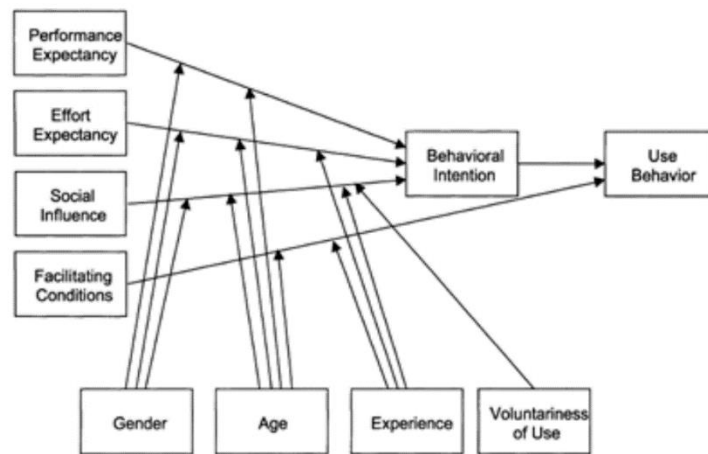 Performance
Expectancy
Effort
Expectancy
Social
Influence
Facilitating
Conditions
Behavioral
Intention
Use
Behavior
Gender
Age
Experience
Voluntariness
of Use